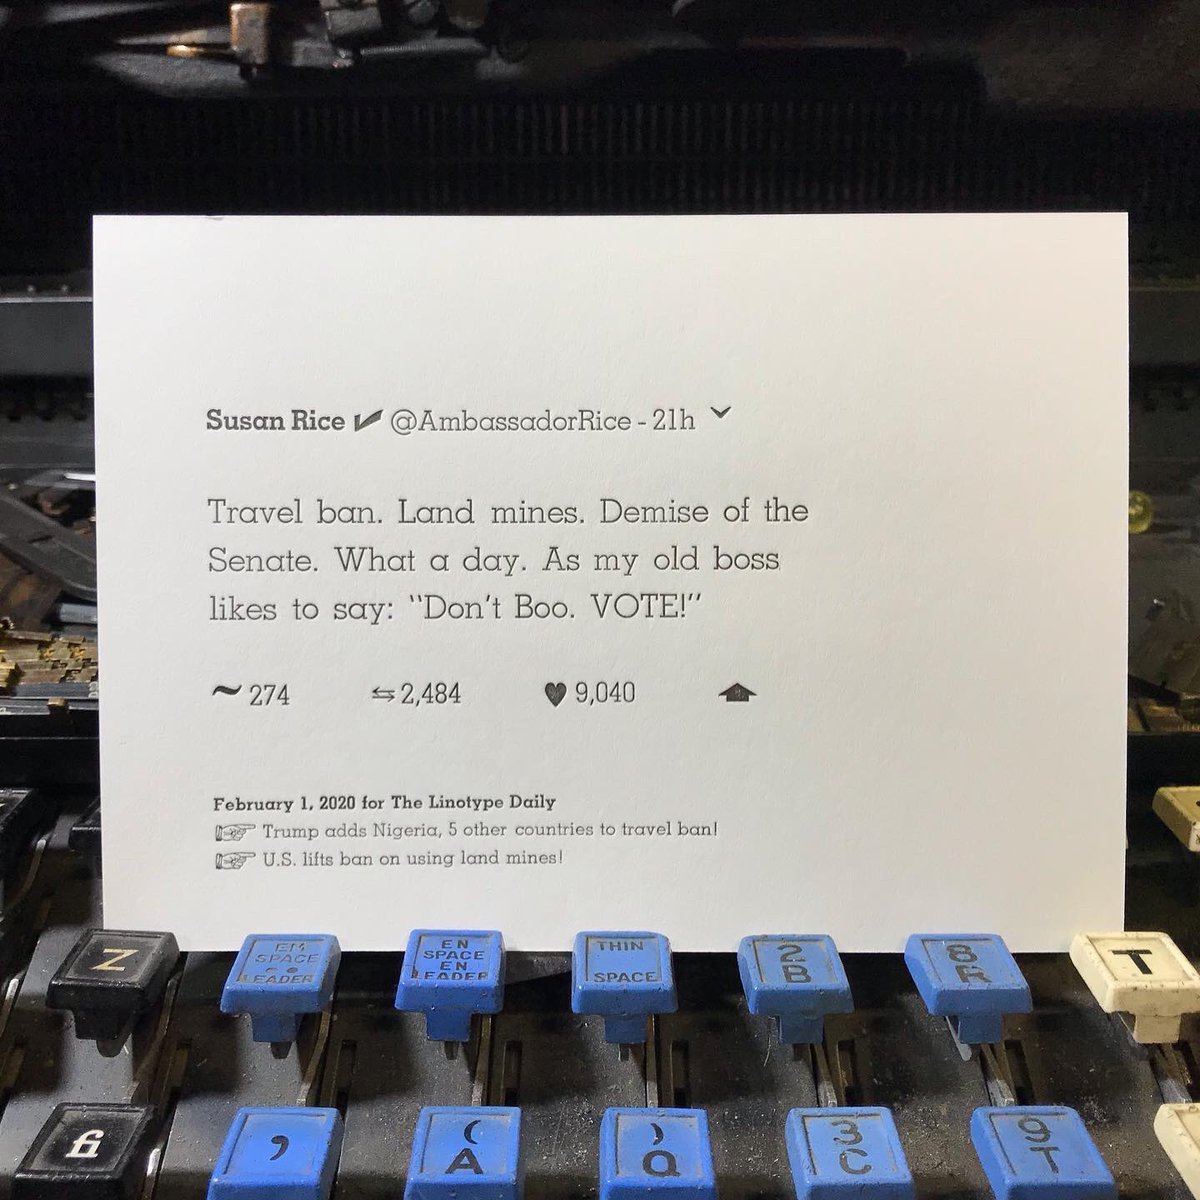 Susan Rice @AmbassadorRice - 21h
Travel ban. Land mines. Demise of the
Senate. What a day. As my old boss
likes to say: "Don't Boo. VOTE!"
274 2,484 9,040
February 1, 2020 for The Linotype Daily
Trump adds Nigeria, 5 other countries to travel ban!
U.S. lifts ban on using land mines!
Z
EM
SPACE
LEADER
EN
SPACE
EN
LEADER
THIN
SPACE
2
B
8
R
T
fi
,
(
A
)
Q
3
C
9
T